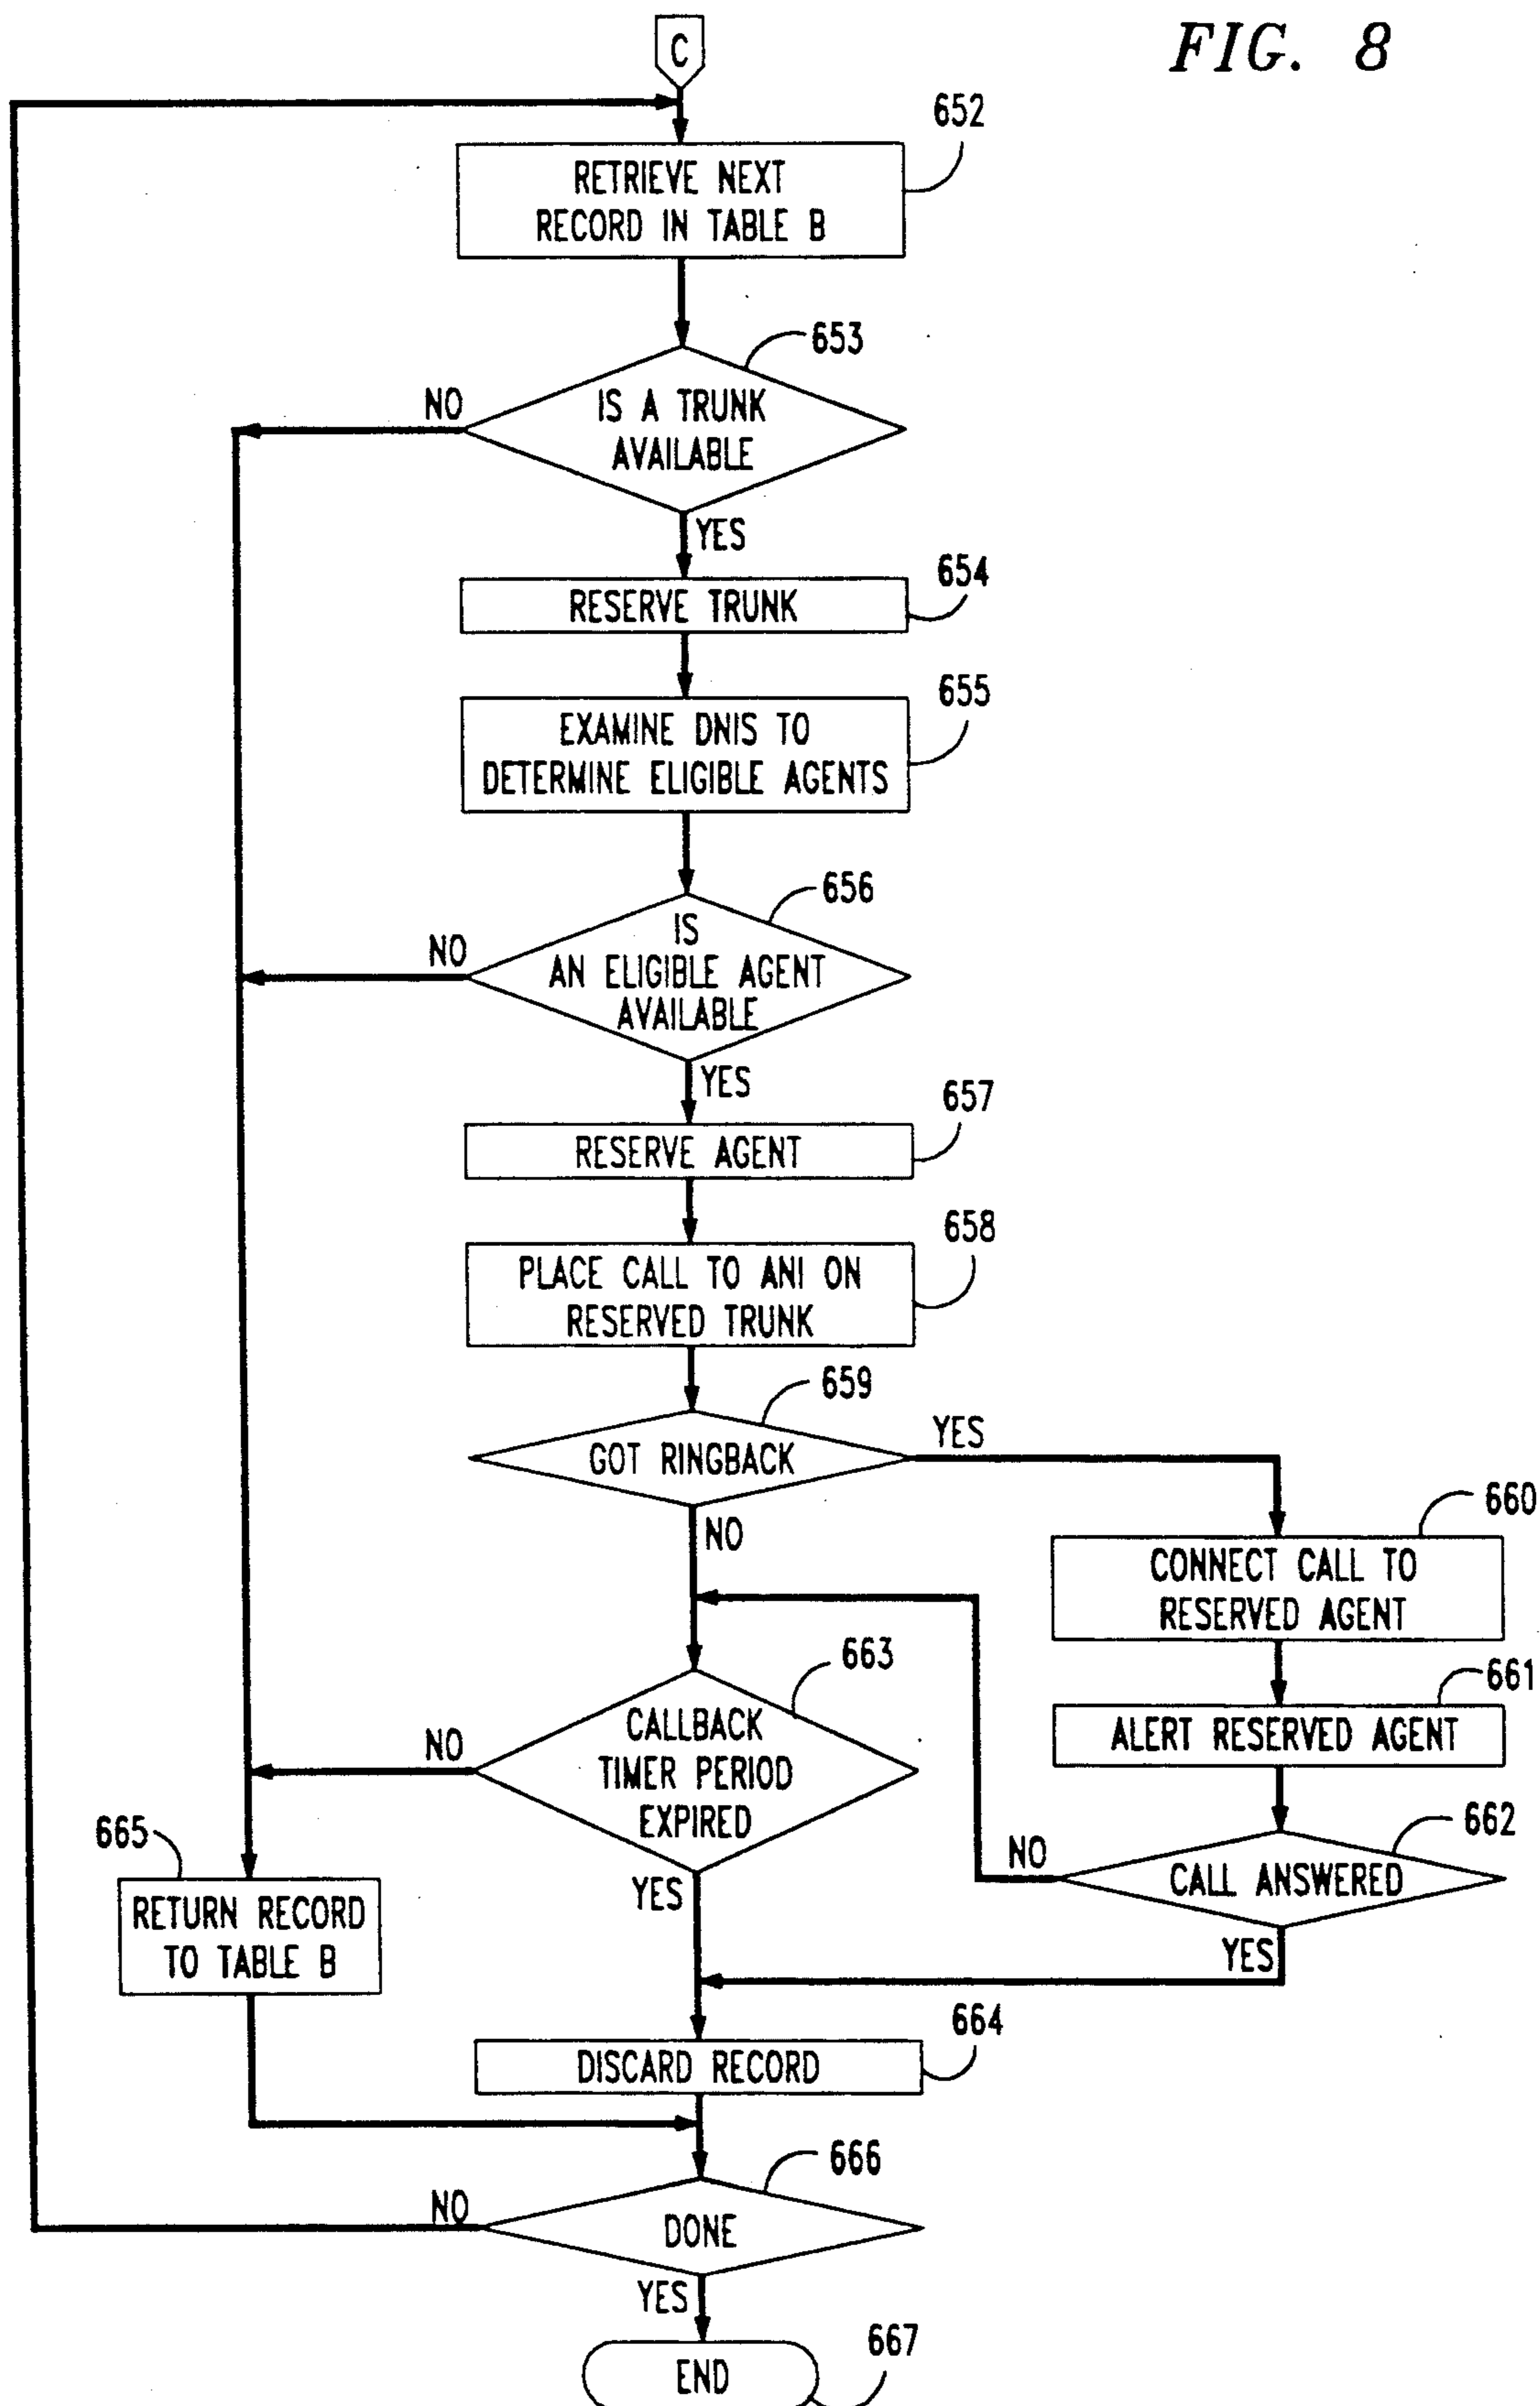 FIG. 8
C
652
RETRIEVE NEXT
RECORD IN TABLE B
653
IS A TRUNK
AVAILABLE
NO
YES
654
RESERVE TRUNK
655
EXAMINE DNIS TO
DETERMINE ELIGIBLE AGENTS
656
IS
AN ELIGIBLE AGENT
AVAILABLE
NO
YES
657
RESERVE AGENT
658
PLACE CALL TO ANI ON
RESERVED TRUNK
659
GOT RINGBACK
YES
NO
660
CONNECT CALL TO
RESERVED AGENT
661
ALERT RESERVED AGENT
662
CALL ANSWERED
NO
YES
663
CALLBACK
TIMER PERIOD
EXPIRED
NO
YES
665
RETURN RECORD
TO TABLE B
664
DISCARD RECORD
666
DONE
NO
YES
END
667